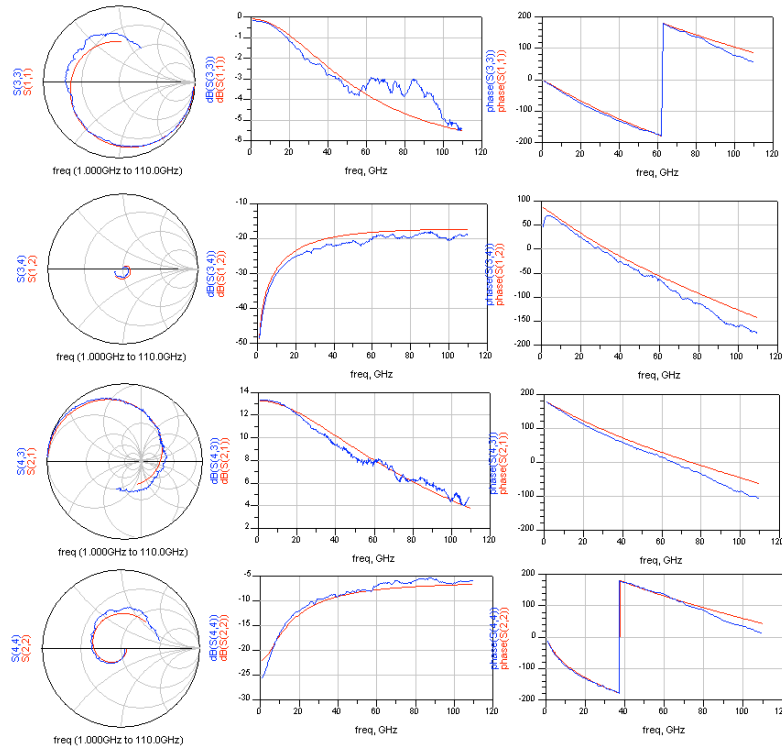 S(3,3)
S(1,1)
freq (1.000GHz to 110.0GHz)
dB(S(3,3))
dB(S(1,1))
0
-1
-2
-3
-4
-5
-6
0 20 40 60 80 100 120
freq, GHz
phase(S(3,3))
phase(S(1,1))
200
100
0
-100
-200
0 20 40 60 80 100 120
freq, GHz
S(3,4)
S(1,2)
freq (1.000GHz to 110.0GHz)
dB(S(3,4))
dB(S(1,2))
-10
-20
-30
-40
-50
0 20 40 60 80 100 120
freq, GHz
phase(S(3,4))
phase(S(1,2))
100
50
0
-50
-100
-150
-200
0 20 40 60 80 100 120
freq, GHz
S(4,3)
S(2,1)
freq (1.000GHz to 110.0GHz)
dB(S(4,3))
dB(S(2,1))
14
12
10
8
6
4
2
0 20 40 60 80 100 120
freq, GHz
phase(S(4,3))
phase(S(2,1))
200
100
0
-100
-200
0 20 40 60 80 100 120
freq, GHz
S(4,4)
S(2,2)
freq (1.000GHz to 110.0GHz)
dB(S(4,4))
dB(S(2,2))
-5
-10
-15
-20
-25
-30
0 20 40 60 80 100 120
freq, GHz
phase(S(4,4))
phase(S(2,2))
200
100
0
-100
-200
0 20 40 60 80 100 120
freq, GHz